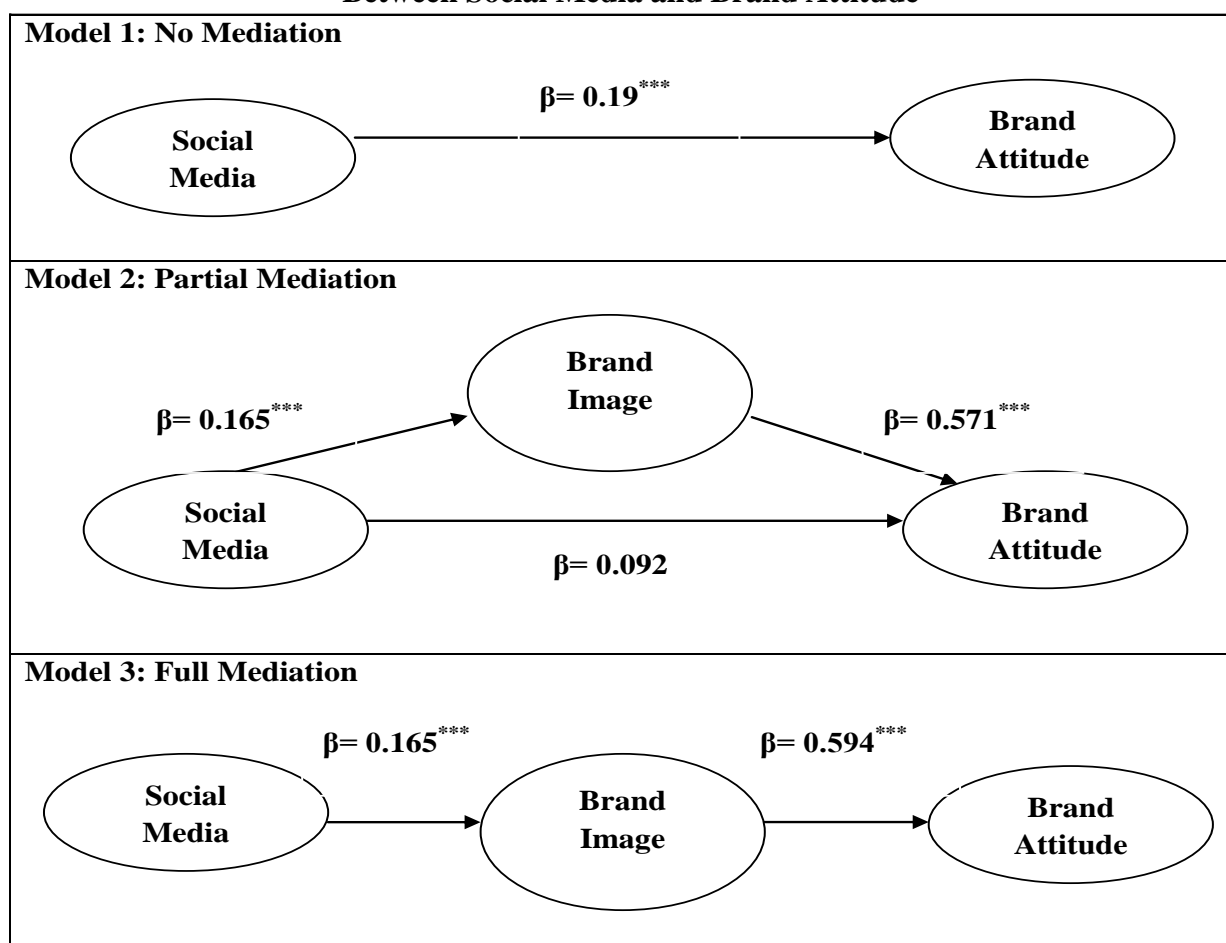 Between Social Media and Brand Attitude
Model 1: No Mediation
β= 0.19***
Social
Media
Brand
Attitude
Model 2: Partial Mediation
Brand
Image
β= 0.165***
β= 0.571***
Social
Media
Brand
Attitude
β= 0.092
Model 3: Full Mediation
β= 0.165***
β= 0.594***
Social
Media
Brand
Image
Brand
Attitude